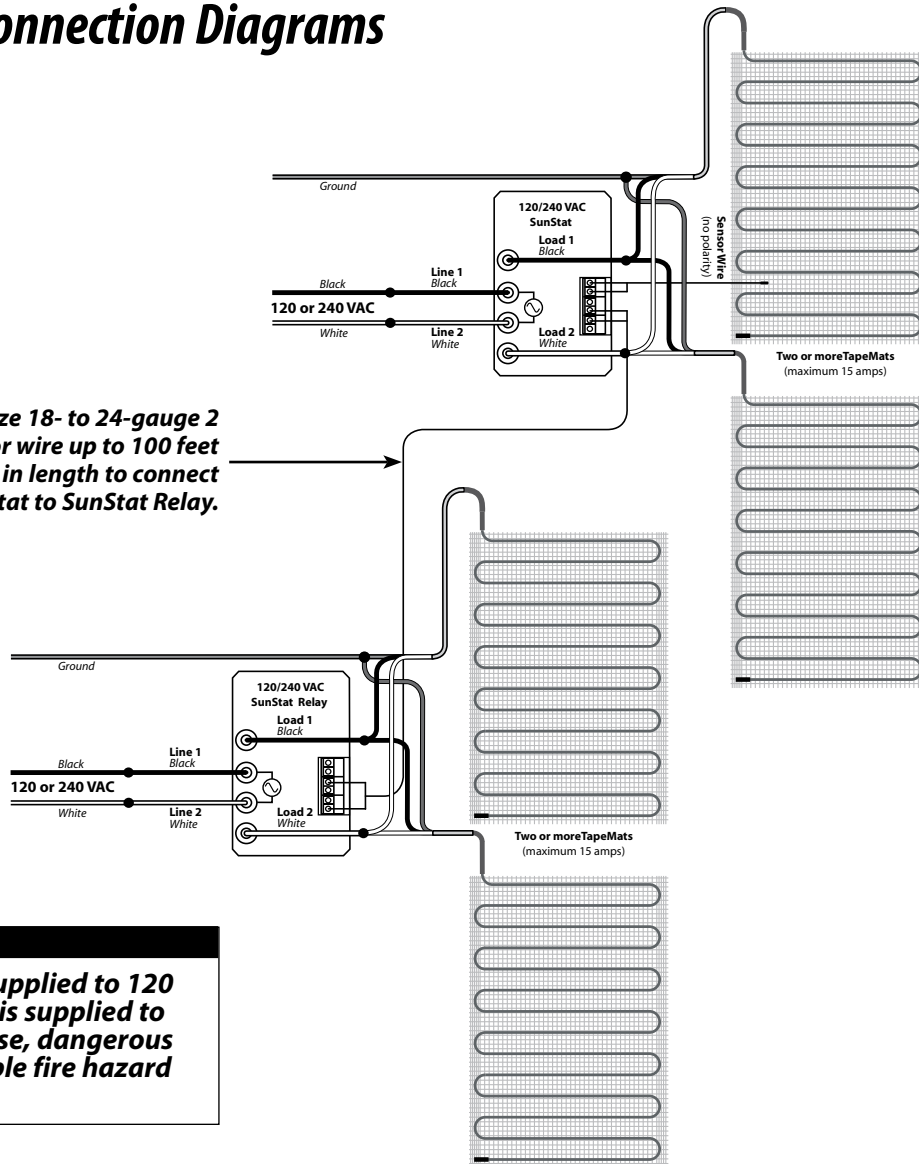 onnection Diagrams
Ground
120/240 VAC
SunStat
Load 1
Black
Sensor Wire
(no polarity)
Line 1
Black
Black
120 or 240 VAC
White
Line 2
White
Load 2
White
Two or moreTapeMats
(maximum 15 amps)
ze 18- to 24-gauge 2
or wire up to 100 feet
in length to connect
tat to SunStat Relay.
Ground
120/240 VAC
SunStat Relay
Load 1
Black
Line 1
Black
Black
120 or 240 VAC
White
Line 2
White
Load 2
White
Two or moreTapeMats
(maximum 15 amps)
upplied to 120
is supplied to
se, dangerous
ble fire hazard